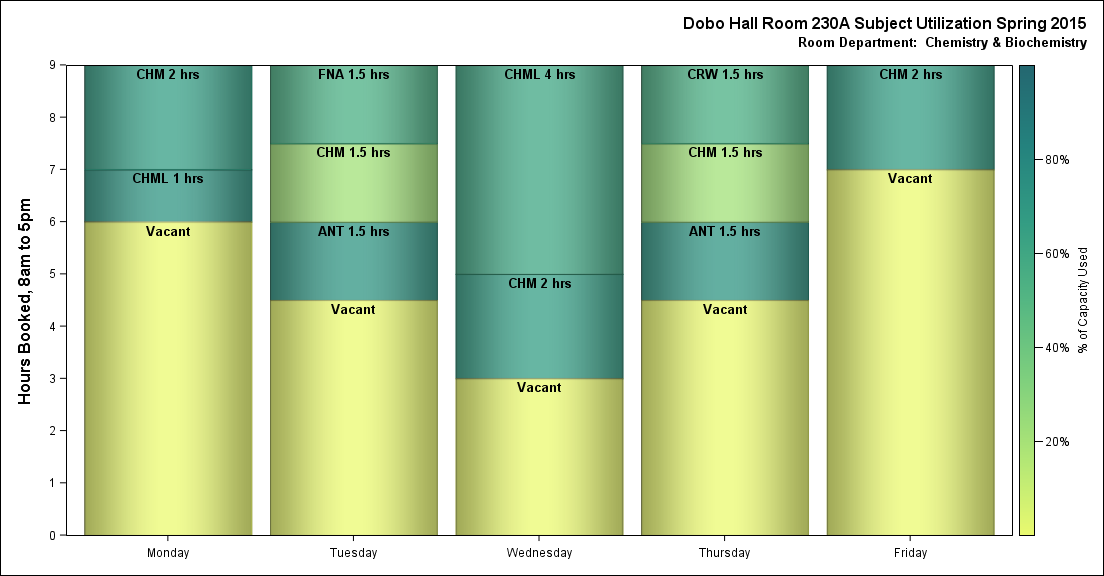 Dobo Hall Room 230A Subject Utilization Spring 2015
Room Department: Chemistry & Biochemistry
Hours Booked, 8am to 5pm
9
8
7
6
5
4
3
2
1
0
CHM 2 hrs
CHML 1 hrs
Vacant
FNA 1.5 hrs
CHM 1.5 hrs
ANT 1.5 hrs
Vacant
CHML 4 hrs
CHM 2 hrs
Vacant
CRW 1.5 hrs
CHM 1.5 hrs
ANT 1.5 hrs
Vacant
CHM 2 hrs
Vacant
Monday
Tuesday
Wednesday
Thursday
Friday
80%
60%
40%
20%
% of Capacity Used